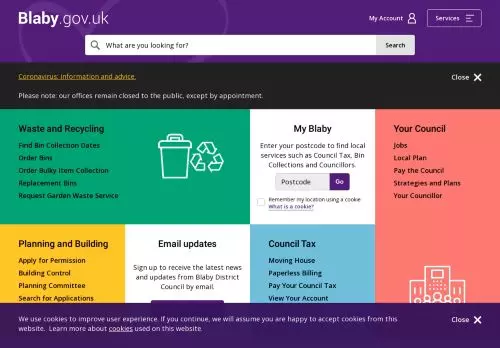 Blaby.gov.uk
My Account
Services
What are you looking for?
Search
Coronavirus: information and advice.
Close
Please note: our offices remain closed to the public, except by appointment.
Waste and Recycling
Find Bin Collection Dates
Order Bins
Order Bulky Item Collection
Replacement Bins
Request Garden Waste Service
My Blaby
Enter your postcode to find local
services such as Council Tax, Bin
Collections and Councillors.
Postcode
Go
Remember my location using a cookie
What is a cookie?
Your Council
Jobs
Local Plan
Pay the Council
Strategies and Plans
Your Councillor
Planning and Building
Apply for Permission
Building Control
Planning Committee
Search for Applications
Email updates
Sign up to receive the latest news
and updates from Blaby District
Council by email.
Council Tax
Moving House
Paperless Billing
Pay Your Council Tax
View Your Account
We use cookies to improve user experience. If you continue, we will assume you are happy to accept cookies from this
website. Learn more about cookies used on this website.
Close